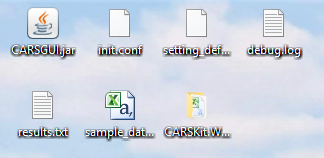 CARSGUI.jar
init.conf
setting_def...
debug.log
results.txt
sample_dat...
CARSKit.W...